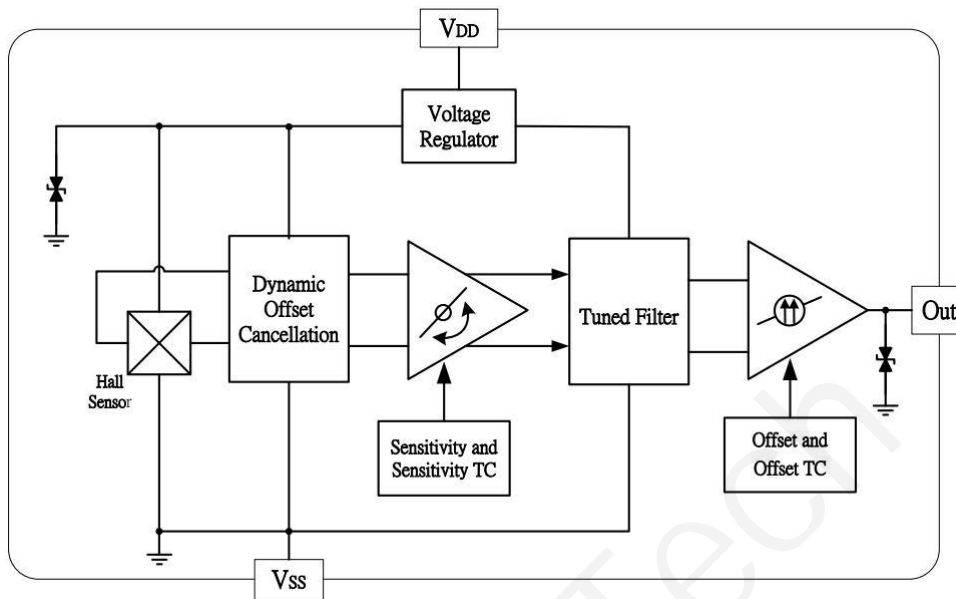 VDD
Voltage
Regulator
Dynamic
Offset
Cancellation
Tuned Filter
Out
Hall
Sensor
Sensitivity and
Sensitivity TC
Offset and
Offset TC
VSS
Tech